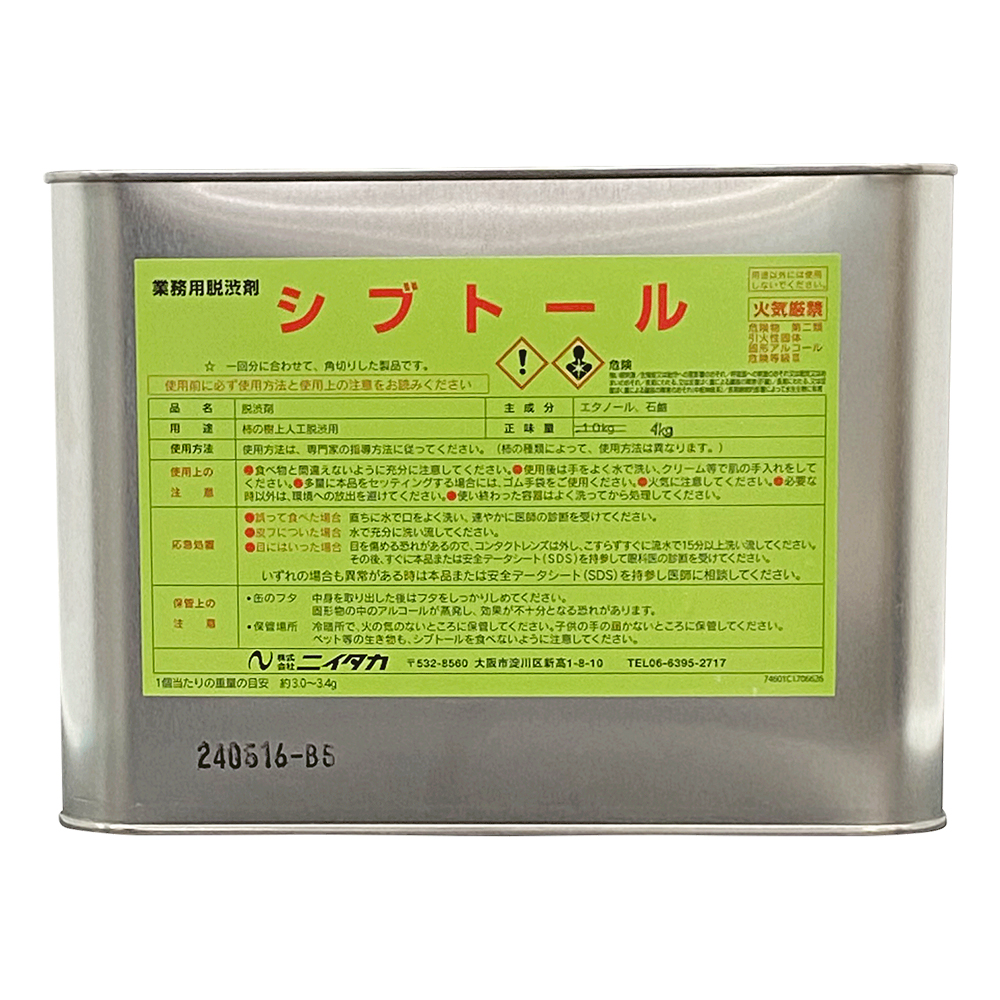 業務用脱渋剤
シブトール
用途以外には使用
しないでください。
火気厳禁
危険物 第二類
引火性固体
固形アルコール
危険等級Ⅲ
☆ 一回分に合わせて、角切りした製品です。
危険
使用前に必ず使用方法と使用上の注意をお読みください
品名 脱渋剤 主成分 エタノール、石鹸
用途 柿の樹上人工脱渋用 正味量 10kg 4kg
使用方法 使用方法は、専門家の指導方法に従ってください。(柿の種類によって、使用方法は異なります。)
使用上の注意
●食べ物と間違えないように充分に注意してください。●使用後は手をよく水で洗い、クリーム等で肌の手入れをして
ください。●多量に本品をセッティングする場合には、ゴム手袋をご使用ください。●火気に注意してください。●必要な
時以外は、環境への放出を避けてください。●使い終わった容器はよく洗ってから処理してください。
応急処置
●誤って食べた場合 直ちに水で口をよく洗い、速やかに医師の診断を受けてください。
●皮フについた場合 水で充分に洗い流してください。
●目にはいった場合 目を傷める恐れがあるので、コンタクトレンズは外し、こすらずすぐに流水で15分以上洗い流してください。
その後、すぐに本品または安全データシート(SDS)を持参して眼科医の診断を受けてください。
いずれの場合も異常がある時は本品または安全データシート(SDS)を持参し医師に相談してください。
保管上の注意
・缶のフタ 中身を取り出した後はフタをしっかりしめてください。
固形物の中のアルコールが蒸発し、効果が不十分となる恐れがあります。
・保管場所 冷暗所で、火の気のないところに保管してください。子供の手の届かないところに保管してください。
ペット等の生き物も、シブトールを食べないように注意してください。
株式会社ニイタカ 〒532-8560 大阪市淀川区新高1-8-10 TEL06-6395-2717
1個当たりの重量の目安 約3.0〜3.4g
74601C1706626
240516-B5